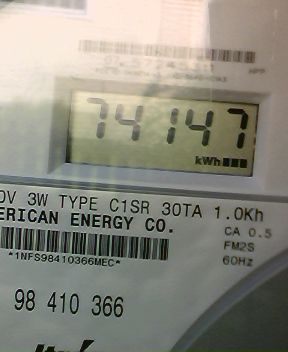 74147
kWh
0V 3W TYPE C1SR 30TA 1.0Kh
ERICAN ENERGY CO.
CA 0.5
FM2S
60Hz
*1NFS98410366MEC*
98 410 366